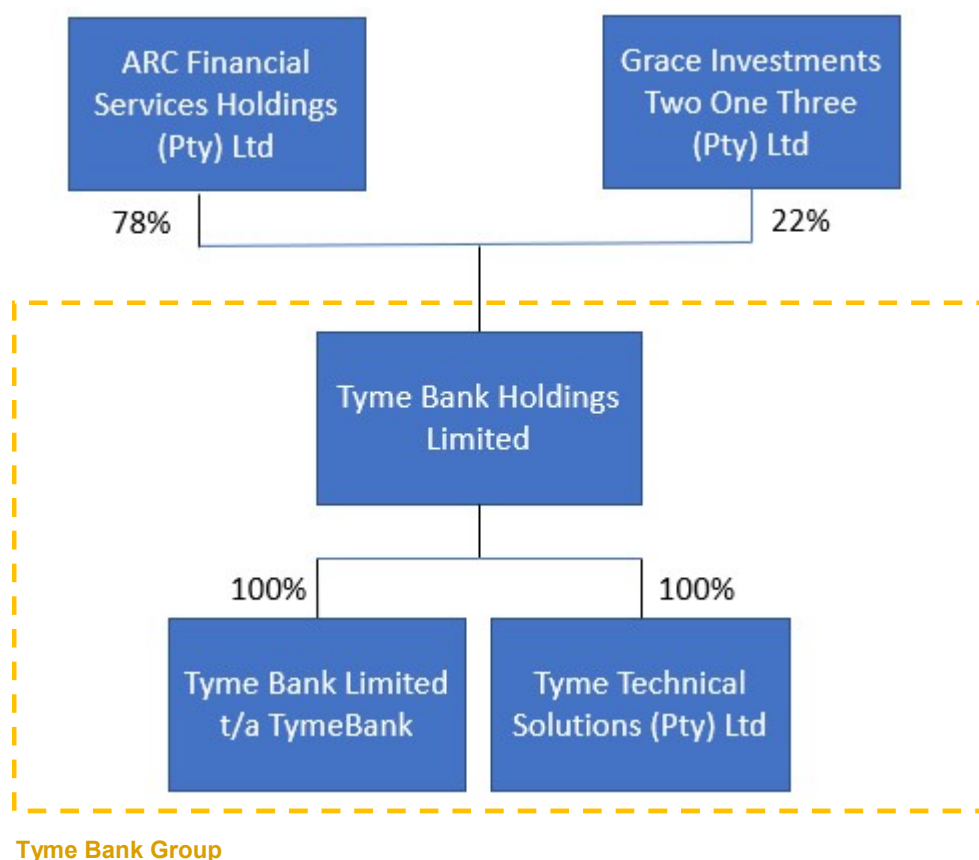 ARC Financial
Services Holdings
(Pty) Ltd
Grace Investments
Two One Three
(Pty) Ltd
78%
22%
Tyme Bank Holdings
Limited
100%
100%
Tyme Bank Limited
t/a TymeBank
Tyme Technical
Solutions (Pty) Ltd
Tyme Bank Group